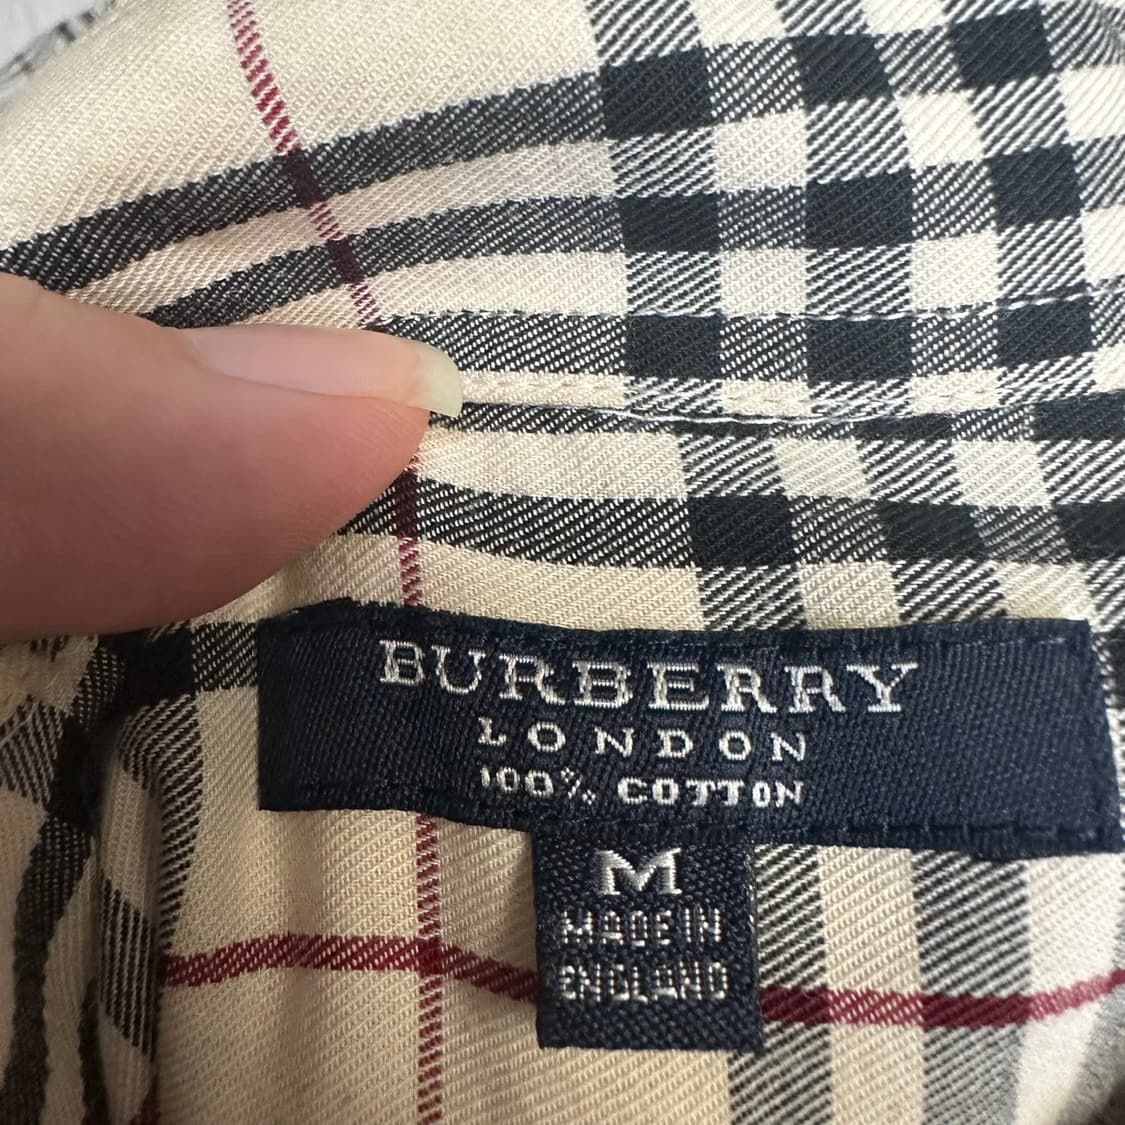 BURBERRY
LONDON
100% COTTON
M
MADE IN
ENGLAND